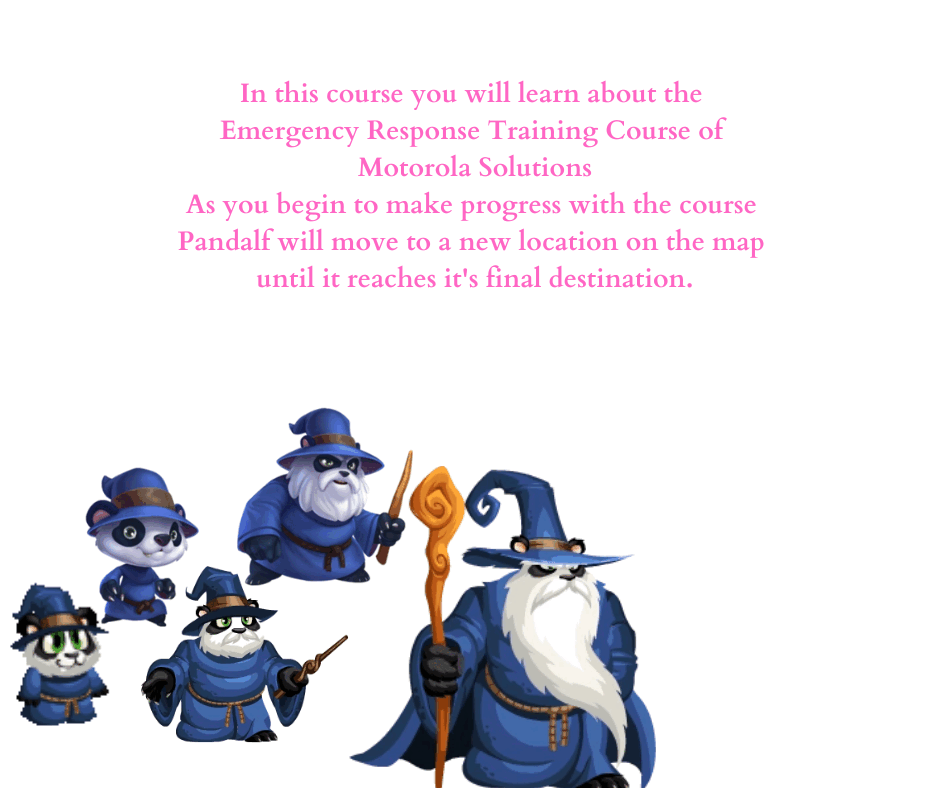 In this course you will learn about the
Emergency Response Training Course of
Motorola Solutions
As you begin to make progress with the course
Pandalf will move to a new location on the map
until it reaches it's final destination.